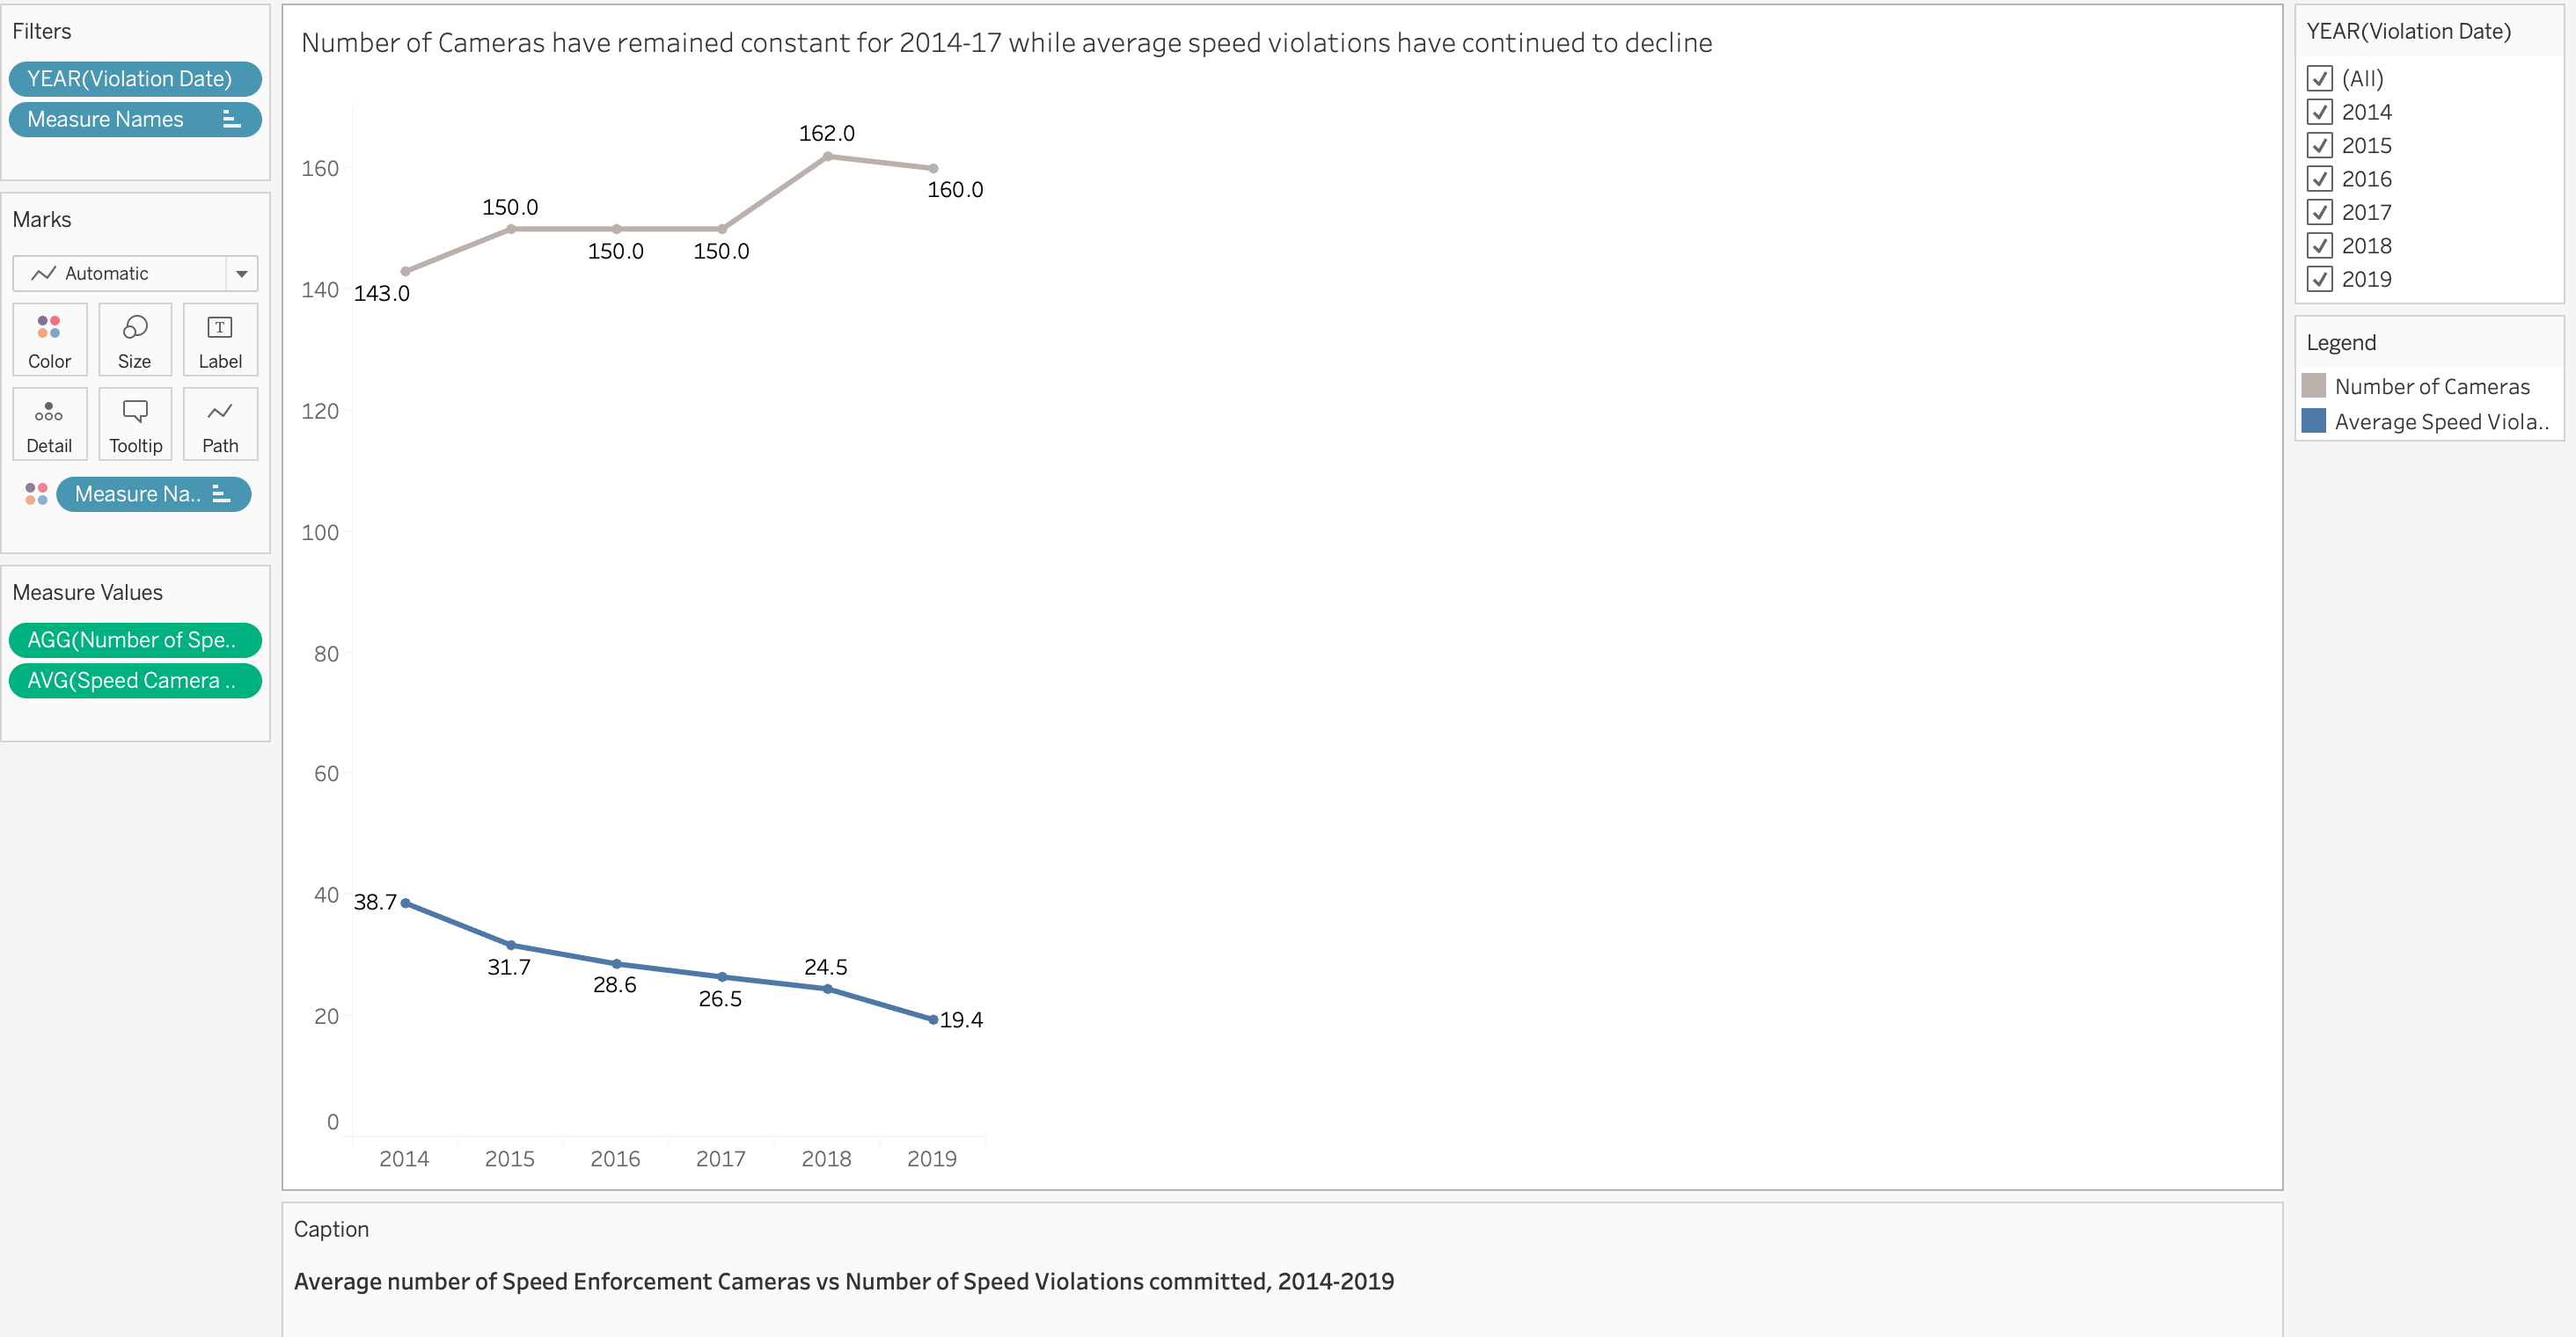 Filters
YEAR(Violation Date)
Measure Names
Marks
Automatic
Color Size Label
Detail Tooltip Path
Measure Na..
Measure Values
AGG(Number of Spe..
AVG(Speed Camera ..
Number of Cameras have remained constant for 2014-17 while average speed violations have continued to decline
160
140
120
100
80
60
40
20
0
143.0
150.0
150.0
150.0
162.0
160.0
38.7
31.7
28.6
26.5
24.5
19.4
2014 2015 2016 2017 2018 2019
Caption
Average number of Speed Enforcement Cameras vs Number of Speed Violations committed, 2014-2019
YEAR(Violation Date)
(All)
2014
2015
2016
2017
2018
2019
Legend
Number of Cameras
Average Speed Viola..